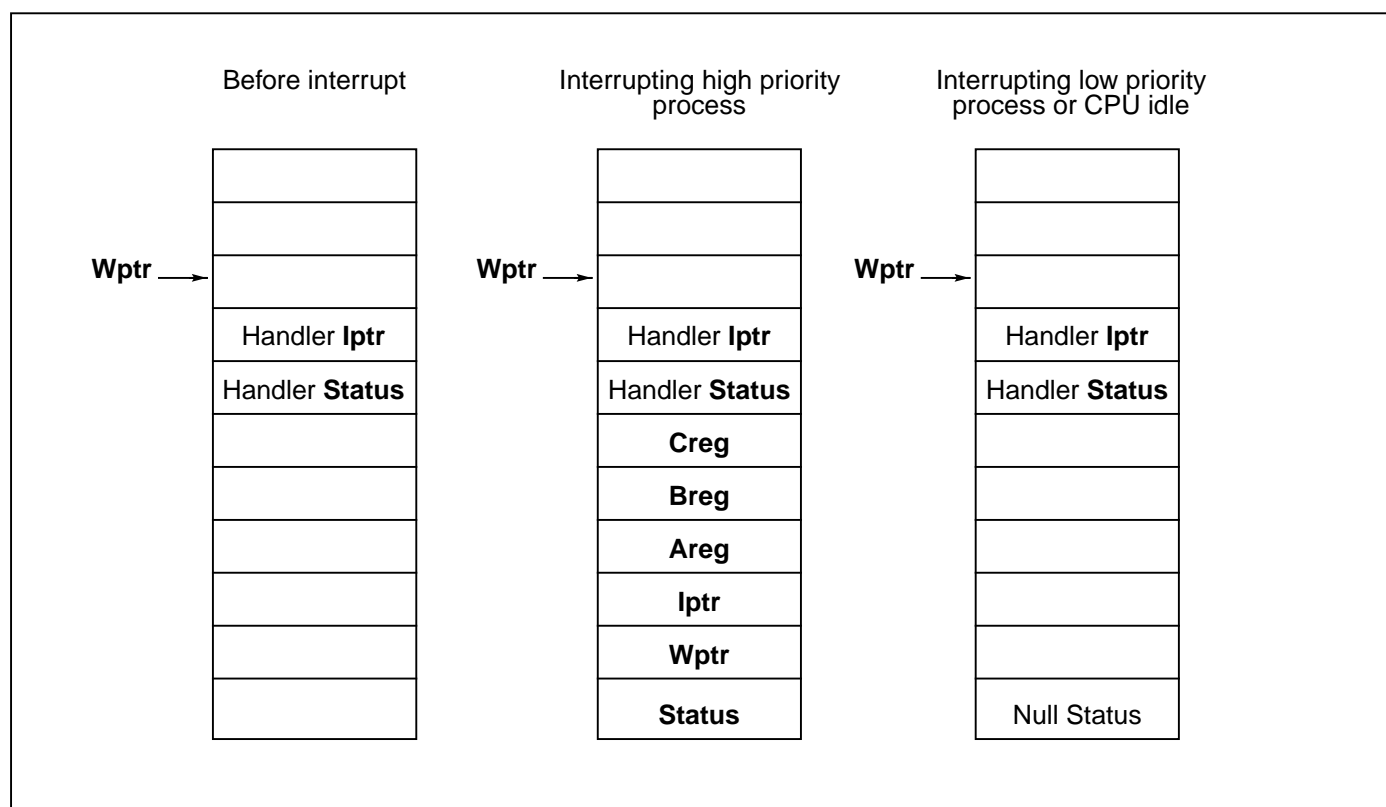 Before interrupt
Interrupting high priority
process
Interrupting low priority
process or CPU idle
Wptr
Handler Iptr
Handler Status
Wptr
Handler Iptr
Handler Status
Creg
Breg
Areg
Iptr
Wptr
Status
Wptr
Handler Iptr
Handler Status
Null Status